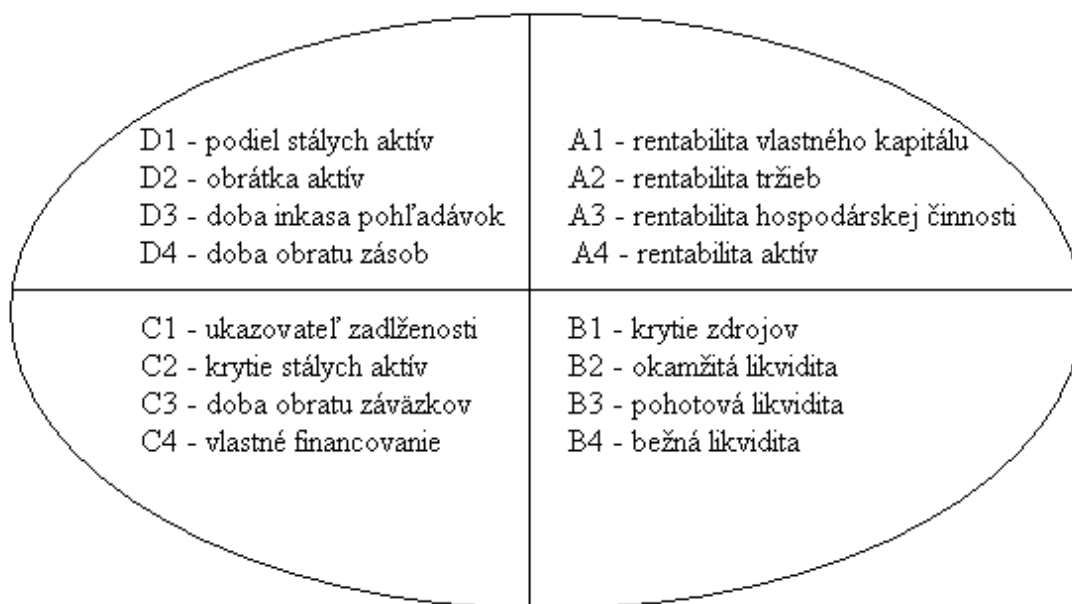 D1 - podiel stálych aktív
D2 - obrátka aktív
D3 - doba inkasa pohľadávok
D4 - doba obratu zásob
A1 - rentabilita vlastného kapitálu
A2 - rentabilita tržieb
A3 - rentabilita hospodárskej činnosti
A4 - rentabilita aktív
C1 - ukazovateľ zadlženosti
C2 - krytie stálych aktív
C3 - doba obratu záväzkov
C4 - vlastné financovanie
B1 - krytie zdrojov
B2 - okamžitá likvidita
B3 - pohotová likvidita
B4 - bežná likvidita